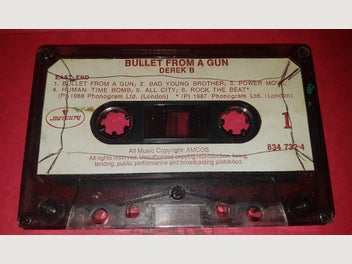 BULLET FROM A GUN
DEREK B
EAST END
1. BULLET FROM A GUN; 2. BAD YOUNG BROTHER; 3. POWER MOVE;
4. HUMAN TIME BOMB; 5. ALL CITY; 6. ROCK THE BEAT*.
(P) 1988 Phonogram Ltd. (London) *(P) 1987 Phonogram Ltd. (London)
mercury
1
834 732-4
All Music Copyright, AMCOS
All rights reserved. Unauthorized copying reproduction, hiring,
lending, public performance and broadcasting prohibited.